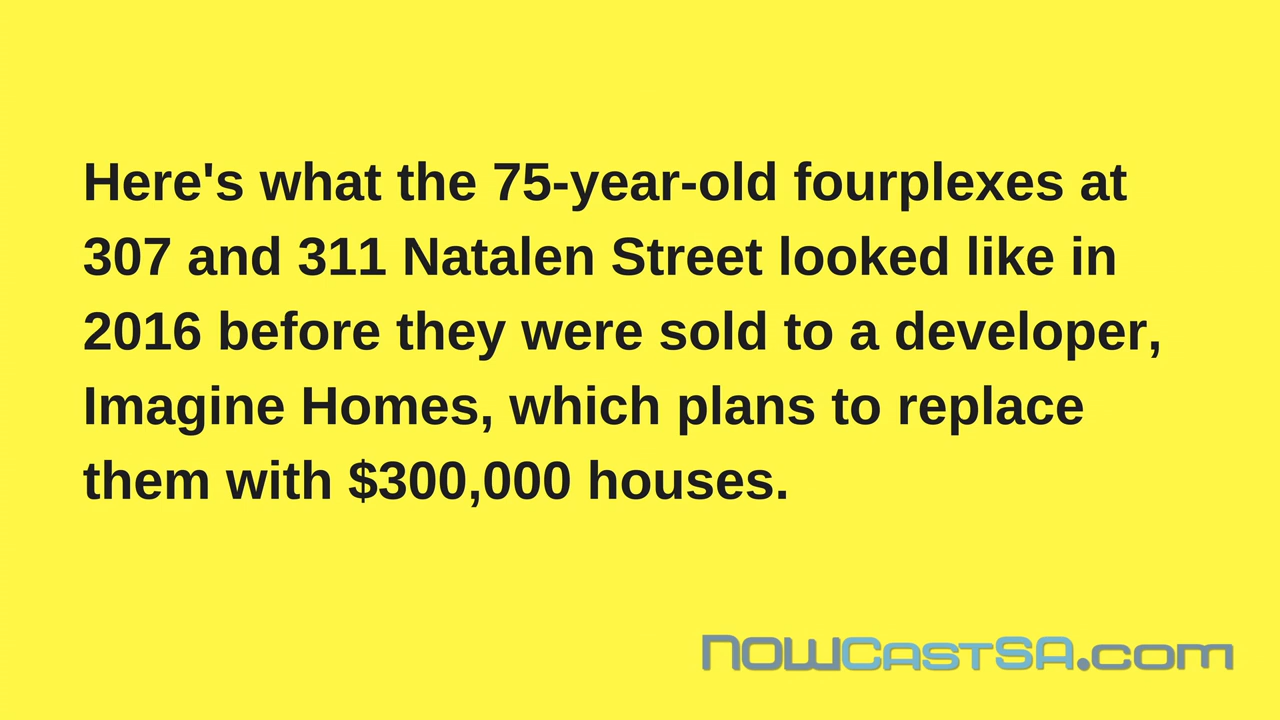 Here's what the 75-year-old fourplexes at
307 and 311 Natalen Street looked like in
2016 before they were sold to a developer,
Imagine Homes, which plans to replace
them with $300,000 houses.
NOWCASTSA.COM